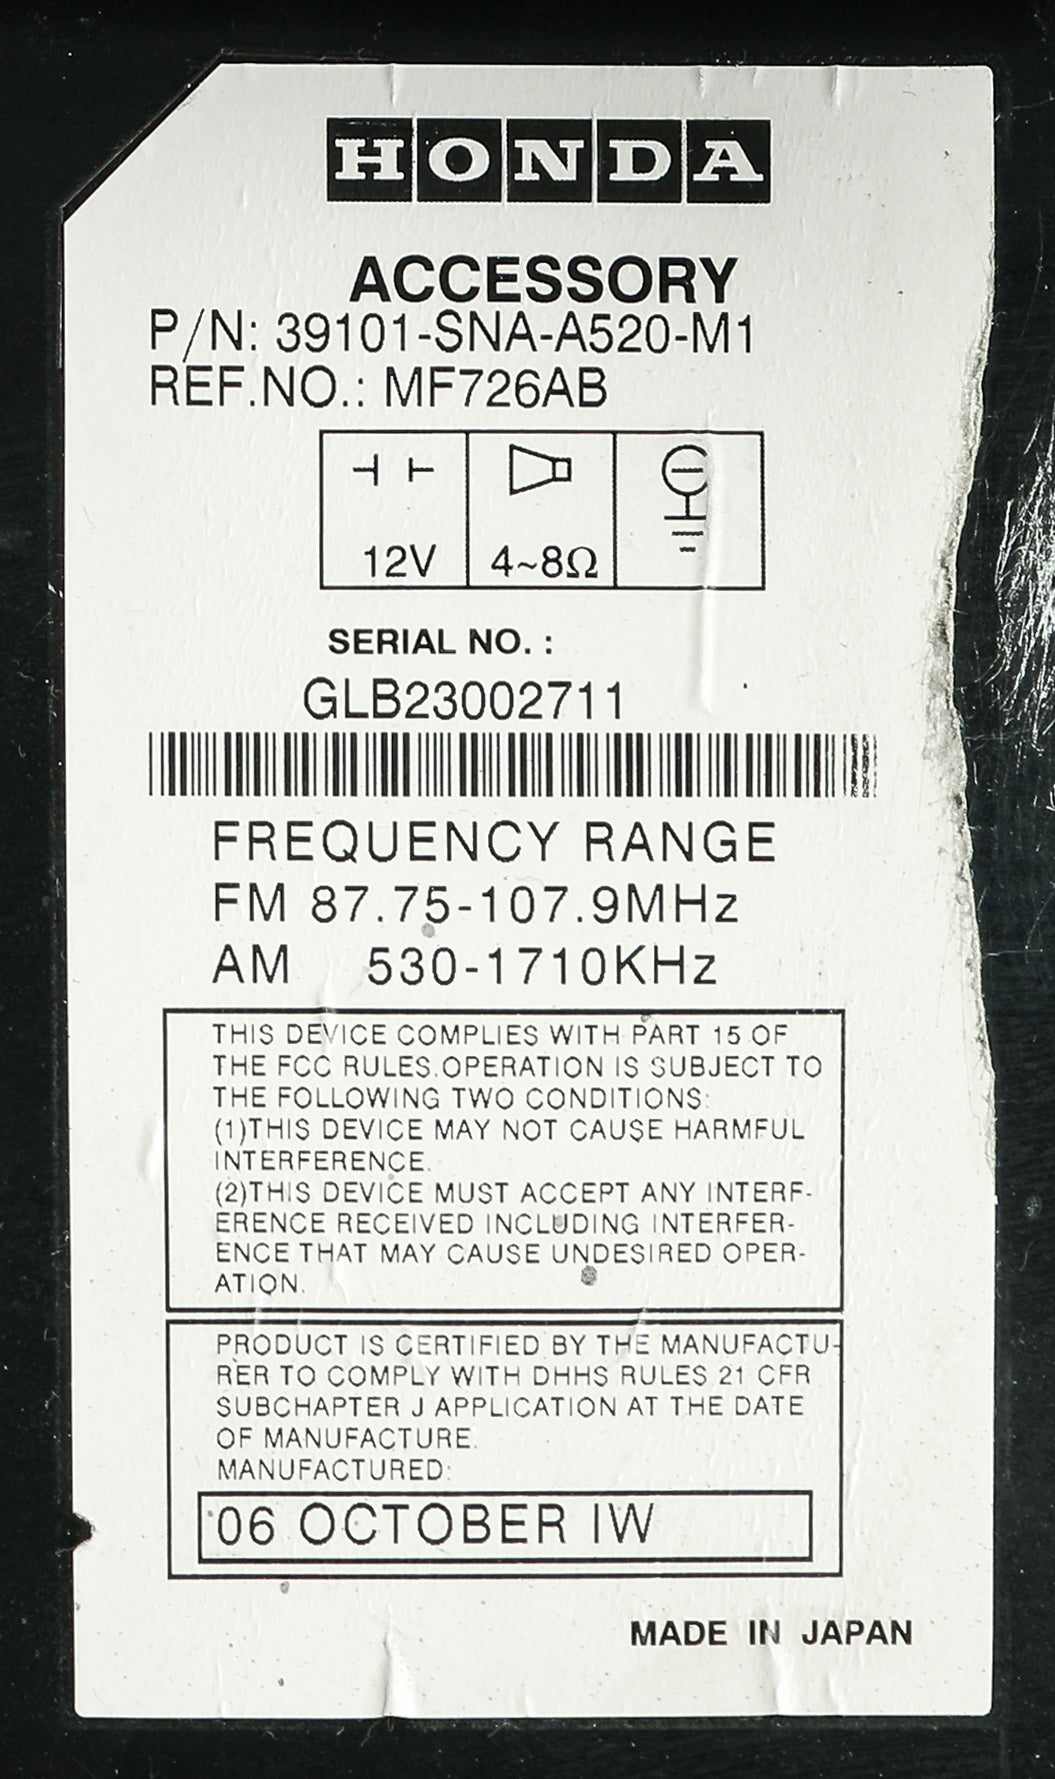 HONDA
ACCESSORY
P/N: 39101-SNA-A520-M1
REF.NO.: MF726AB
12V
4~8Ω
SERIAL NO. :
GLB23002711
FREQUENCY RANGE
FM 87.75-107.9MHz
AM 530-1710KHz
THIS DEVICE COMPLIES WITH PART 15 OF
THE FCC RULES.OPERATION IS SUBJECT TO
THE FOLLOWING TWO CONDITIONS:
(1)THIS DEVICE MAY NOT CAUSE HARMFUL
INTERFERENCE.
(2)THIS DEVICE MUST ACCEPT ANY INTERF-
ERENCE RECEIVED INCLUDING INTERFER-
ENCE THAT MAY CAUSE UNDESIRED OPER-
ATION.
PRODUCT IS CERTIFIED BY THE MANUFACTU-
RER TO COMPLY WITH DHHS RULES 21 CFR
SUBCHAPTER J APPLICATION AT THE DATE
OF MANUFACTURE.
MANUFACTURED:
06 OCTOBER IW
MADE IN JAPAN